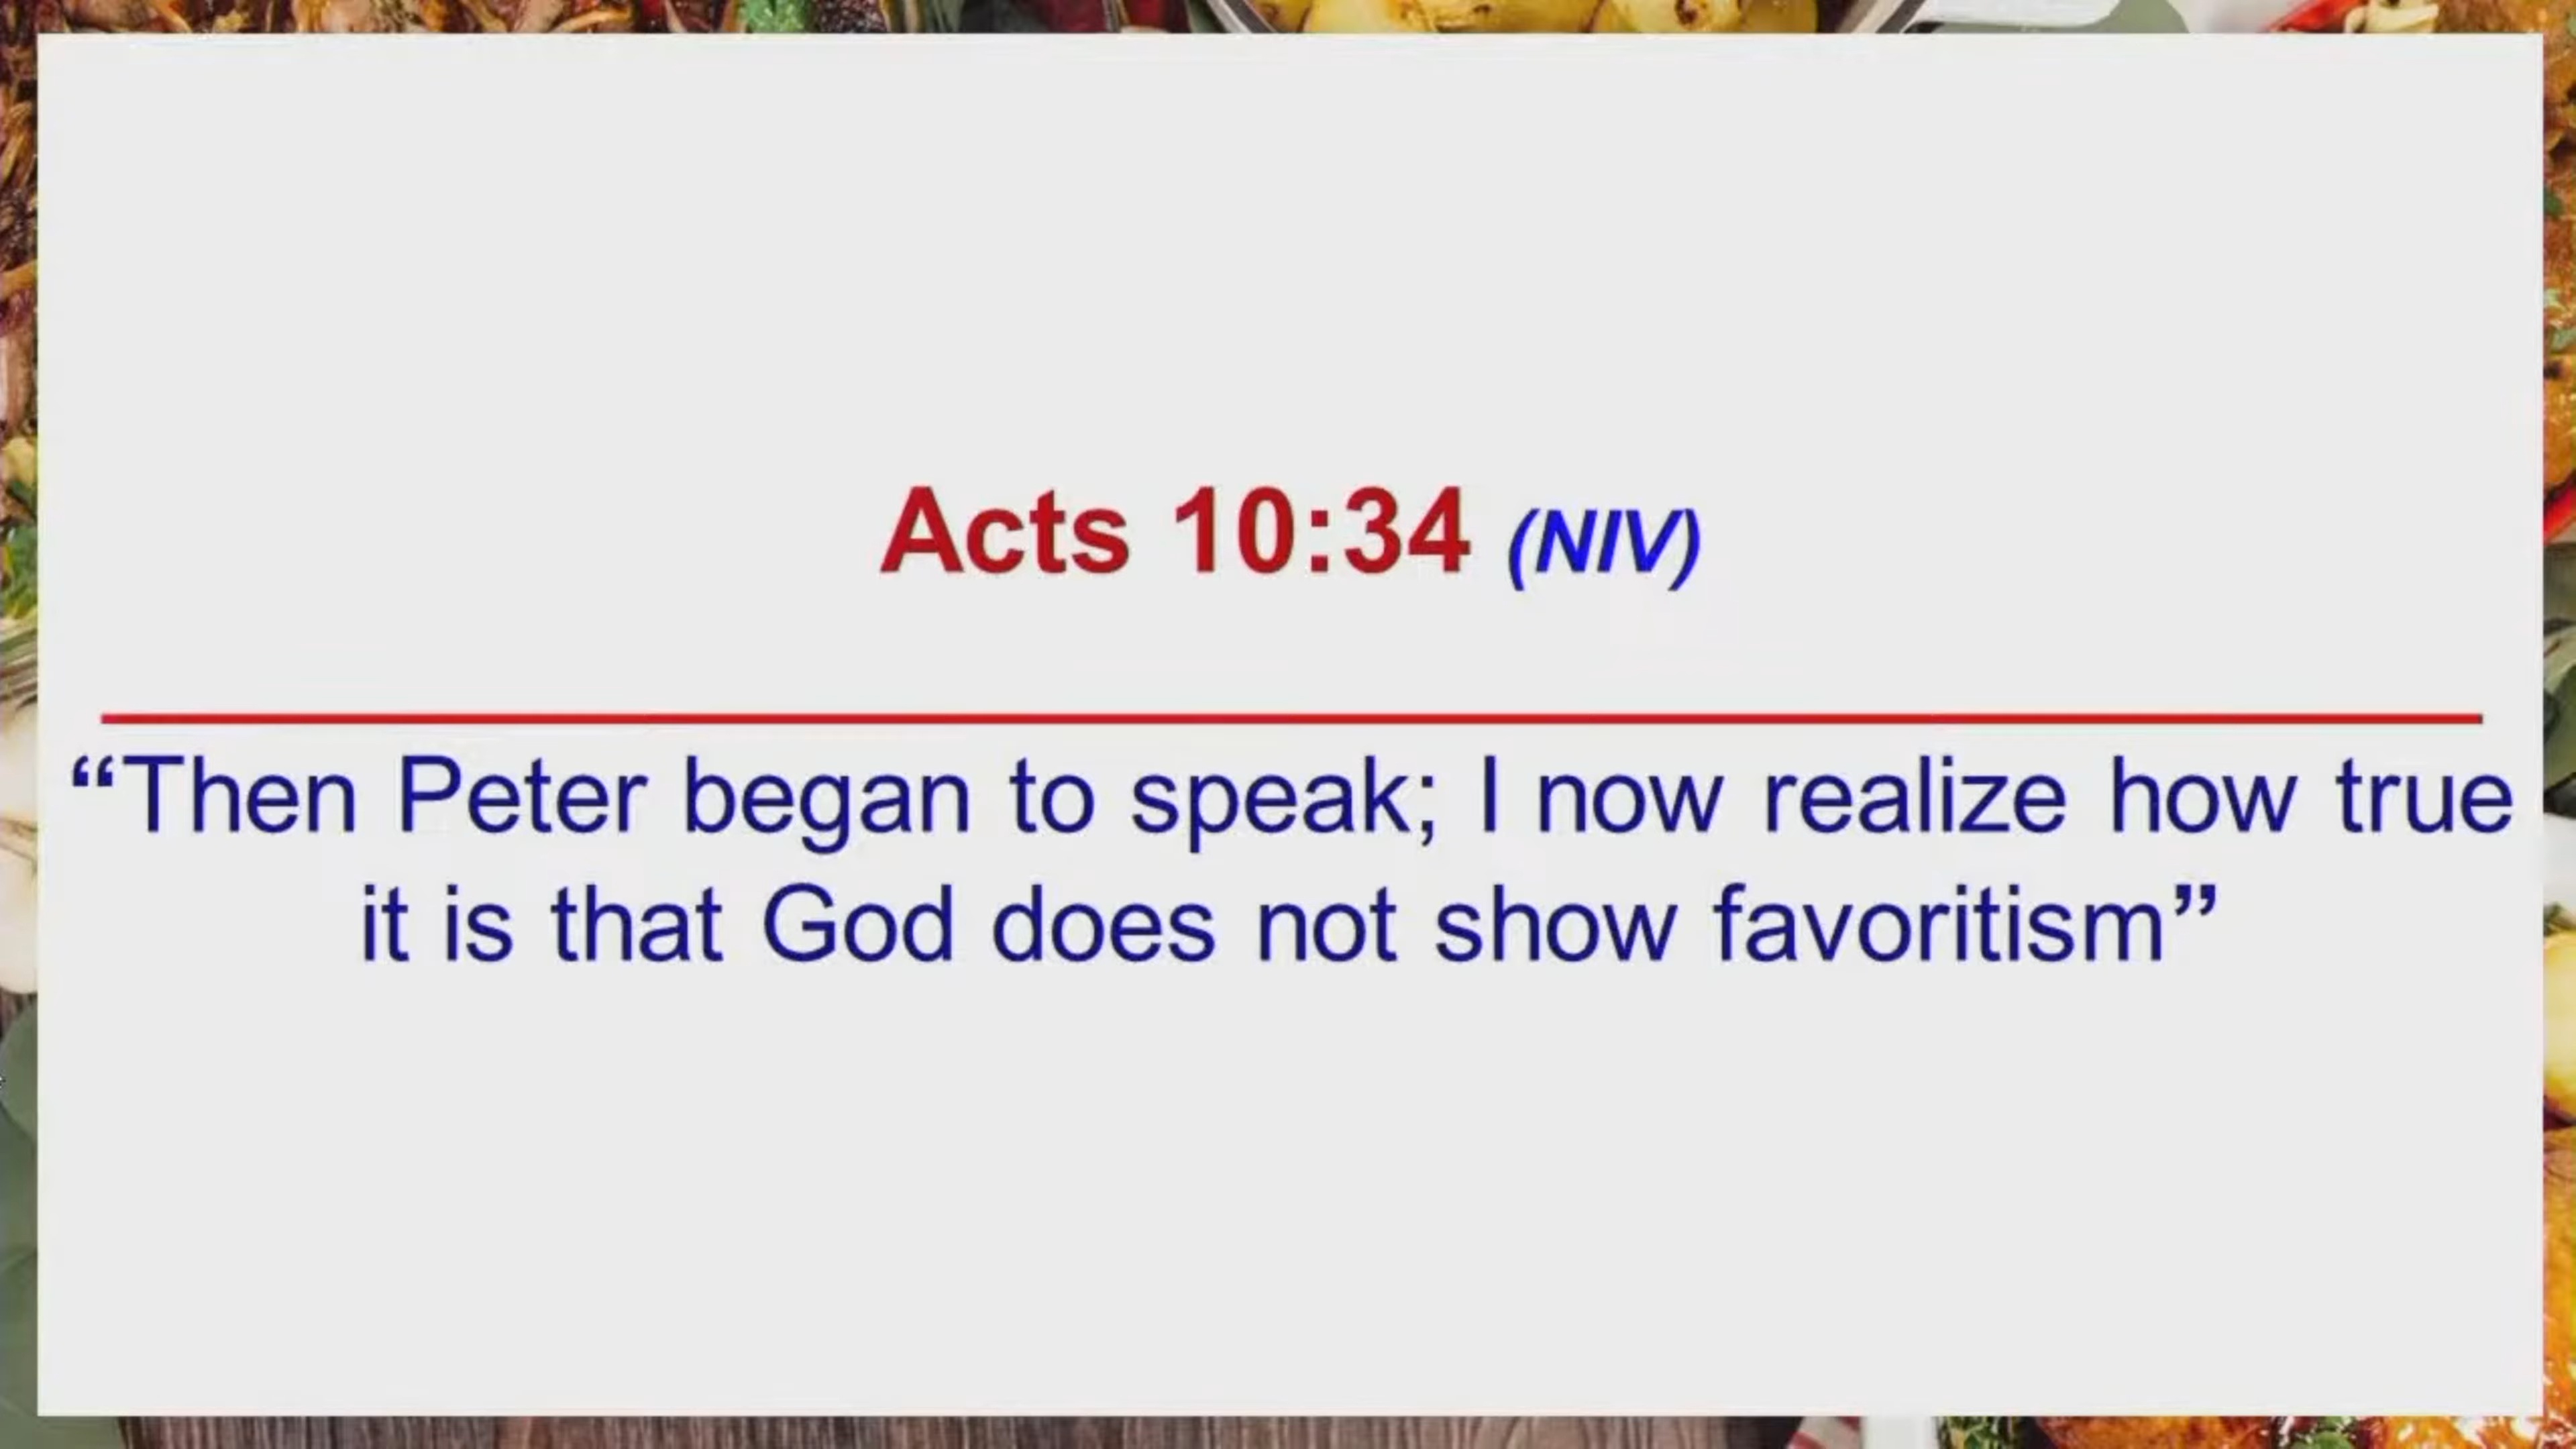 Acts 10:34 (NIV)
“Then Peter began to speak; I now realize how true
it is that God does not show favoritism”